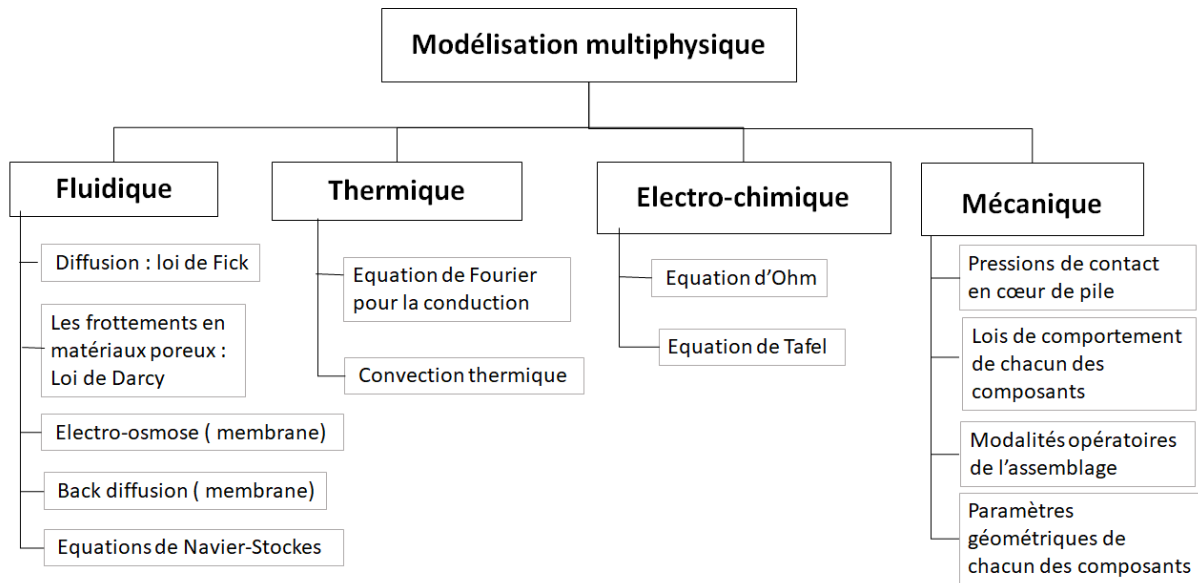 Modélisation multiphysique
Fluidique
Diffusion : loi de Fick
Les frottements en
matériaux poreux :
Loi de Darcy
Electro-osmose ( membrane)
Back diffusion ( membrane)
Equations de Navier-Stockes
Thermique
Equation de Fourier
pour la conduction
Convection thermique
Electro-chimique
Equation d’Ohm
Equation de Tafel
Mécanique
Pressions de contact
en cœur de pile
Lois de comportement
de chacun des
composants
Modalités opératoires
de l’assemblage
Paramètres
géométriques de
chacun des composants